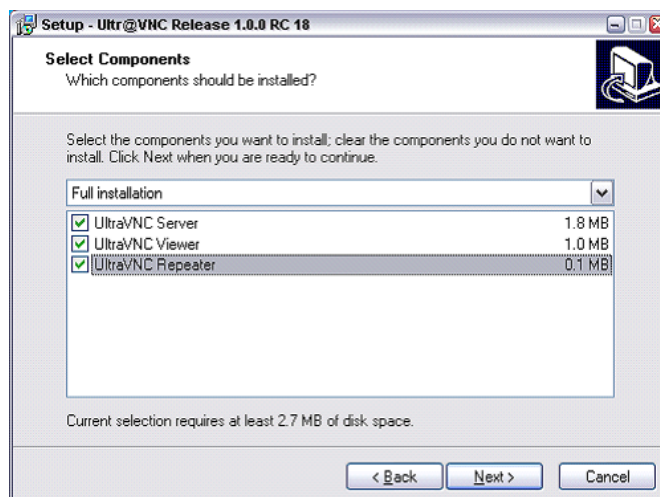 Setup - Ultr@VNC Release 1.0.0 RC 18
Select Components
Which components should be installed?
Select the components you want to install; clear the components you do not want to
install. Click Next when you are ready to continue.
Full installation
UltraVNC Server 1.8 MB
UltraVNC Viewer 1.0 MB
UltraVNC Repeater 0.1 MB
Current selection requires at least 2.7 MB of disk space.
< Back Next > Cancel